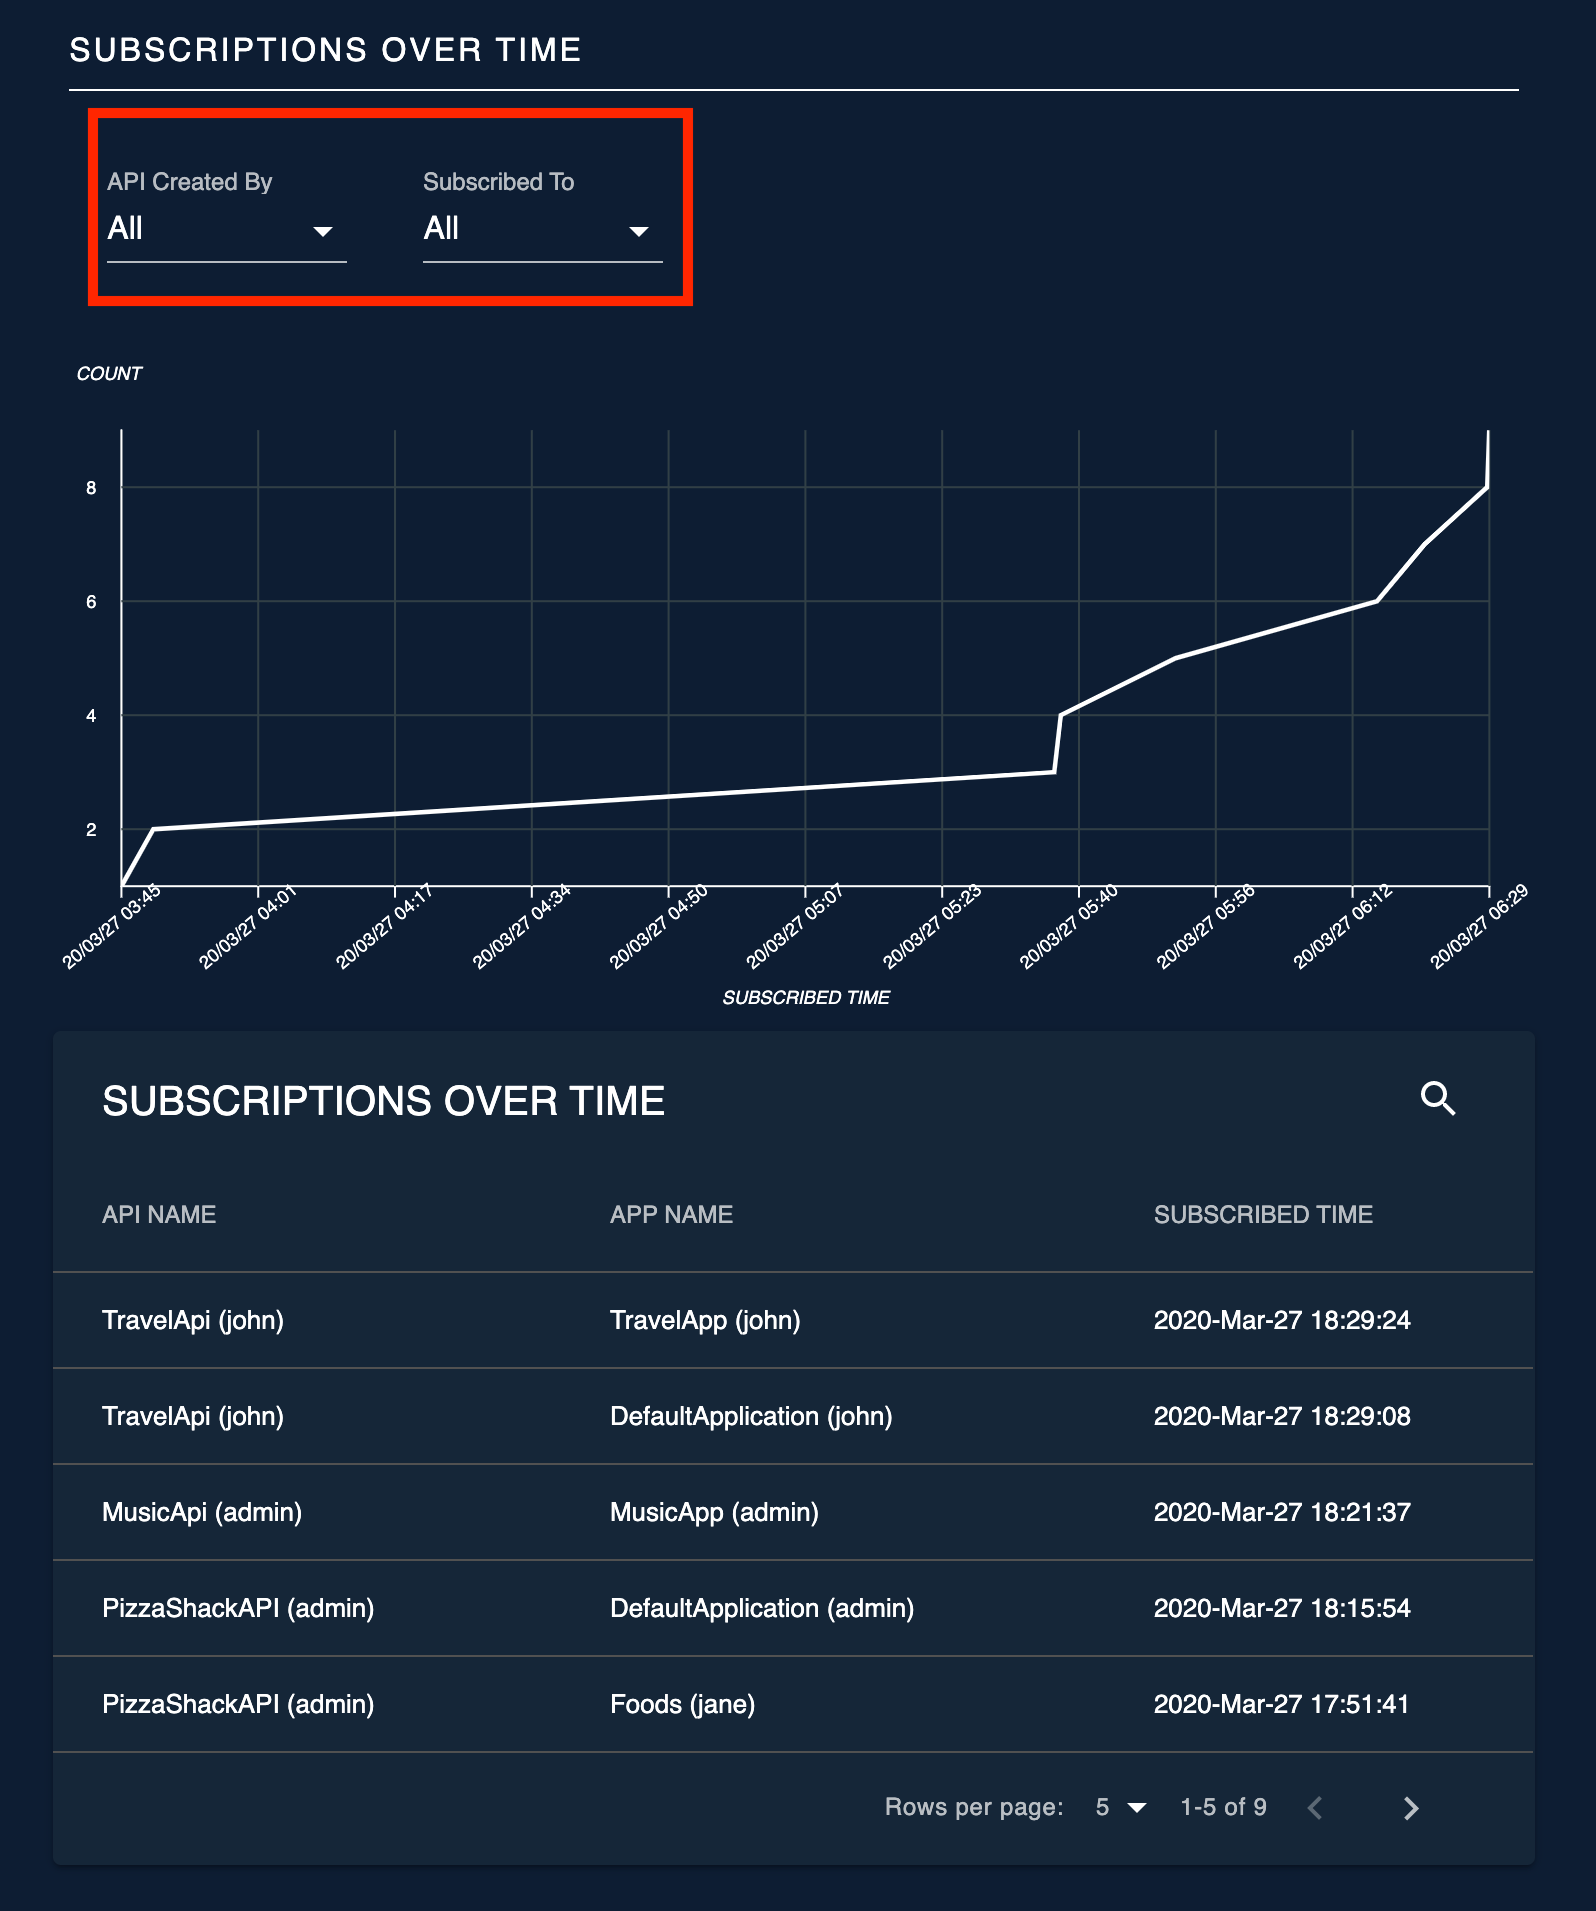 SUBSCRIPTIONS OVER TIME
API Created By Subscribed To
All All
COUNT
8
6
4
2
20/03/27 03:45 20/03/27 04:01 20/03/27 04:17 20/03/27 04:34 20/03/27 04:50 20/03/27 05:07 20/03/27 05:23 20/03/27 05:40 20/03/27 05:56 20/03/27 06:12 20/03/27 06:29
SUBSCRIBED TIME
SUBSCRIPTIONS OVER TIME
API NAME APP NAME SUBSCRIBED TIME
TravelApi (john) TravelApp (john) 2020-Mar-27 18:29:24
TravelApi (john) DefaultApplication (john) 2020-Mar-27 18:29:08
MusicApi (admin) MusicApp (admin) 2020-Mar-27 18:21:37
PizzaShackAPI (admin) DefaultApplication (admin) 2020-Mar-27 18:15:54
PizzaShackAPI (admin) Foods (jane) 2020-Mar-27 17:51:41
Rows per page: 5 1-5 of 9